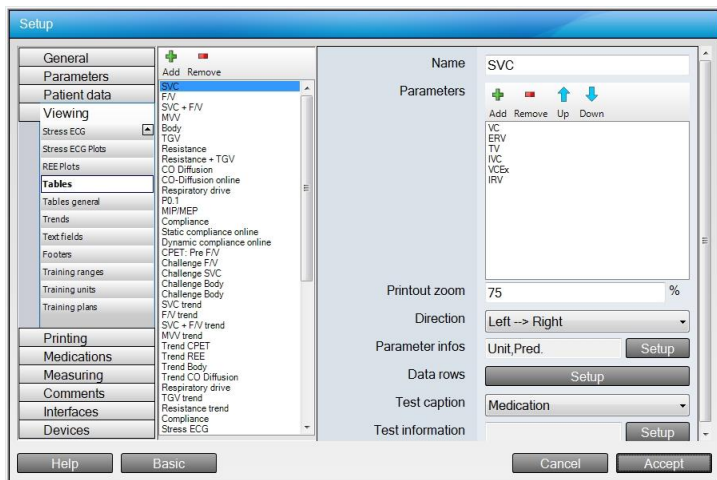 Setup
General
Parameters
Patient data
Viewing
Stress ECG
Stress ECG Plots
REE Plots
Tables
Tables general
Trends
Text fields
Footers
Training ranges
Training units
Training plans
Printing
Medications
Measuring
Comments
Interfaces
Devices
Add Remove
SVC
F/V
SVC + F/V
MVV
Body
TGV
Resistance
Resistance + TGV
CO Diffusion
CO-Diffusion online
Respiratory drive
P0.1
MIP/MEP
Compliance
Static compliance online
Dynamic compliance online
CPET: Pre F/V
Challenge F/V
Challenge SVC
Challenge Body
Challenge Body
SVC trend
F/V trend
SVC + F/V trend
MVV trend
Trend CPET
Trend REE
Trend Body
Trend CO Diffusion
Respiratory drive
TGV trend
Resistance trend
Compliance
Stress ECG
Name SVC
Parameters
Add Remove Up Down
VC
ERV
TV
IVC
VCEx
IRV
Printout zoom 75 %
Direction Left --> Right
Parameter infos Unit,Pred. Setup
Data rows Setup
Test caption Medication
Test information Setup
Help Basic Cancel Accept